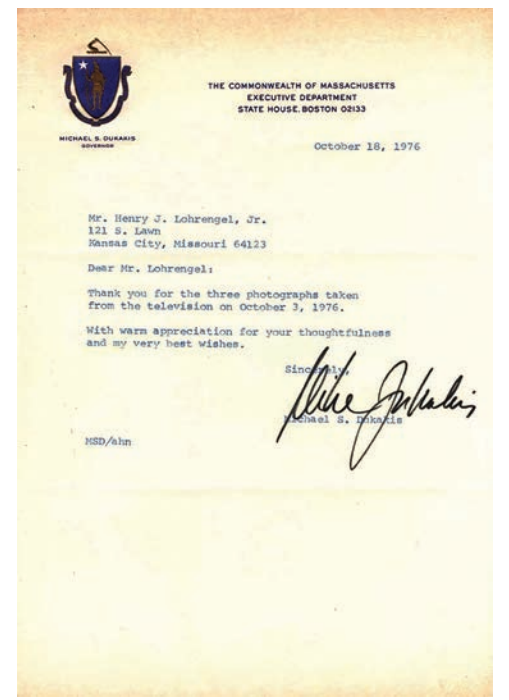 THE COMMONWEALTH OF MASSACHUSETTS
EXECUTIVE DEPARTMENT
STATE HOUSE, BOSTON 02133
MICHAEL S. DUKAKIS
GOVERNOR
October 18, 1976
Mr. Henry J. Lohrengel, Jr.
121 S. Lawn
Kansas City, Missouri 64123
Dear Mr. Lohrengel:
Thank you for the three photographs taken
from the television on October 3, 1976.
With warm appreciation for your thoughtfulness
and my very best wishes.
Sincerely,
Mike Dukakis
Michael S. Dukakis
MSD/ahn